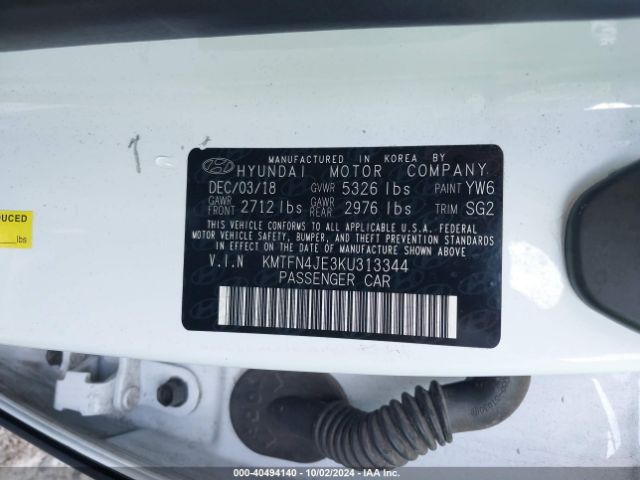 MANUFACTURED IN KOREA BY
HYUNDAI MOTOR COMPANY
DEC/03/18 GVWR 5326 lbs PAINT YW6
GAWR FRONT 2712 lbs GAWR REAR 2976 lbs TRIM SG2
THIS VEHICLE CONFORMS TO ALL APPLICABLE U.S.A. FEDERAL
MOTOR VEHICLE SAFETY, BUMPER, AND THEFT PREVENTION
STANDARDS IN EFFECT ON THE DATE OF MANUFACTURE SHOWN ABOVE.
V.I.N KMTFN4JE3KU313344
PASSENGER CAR
DUCED
lbs
000-40494140 - 10/02/2024 - IAA Inc.